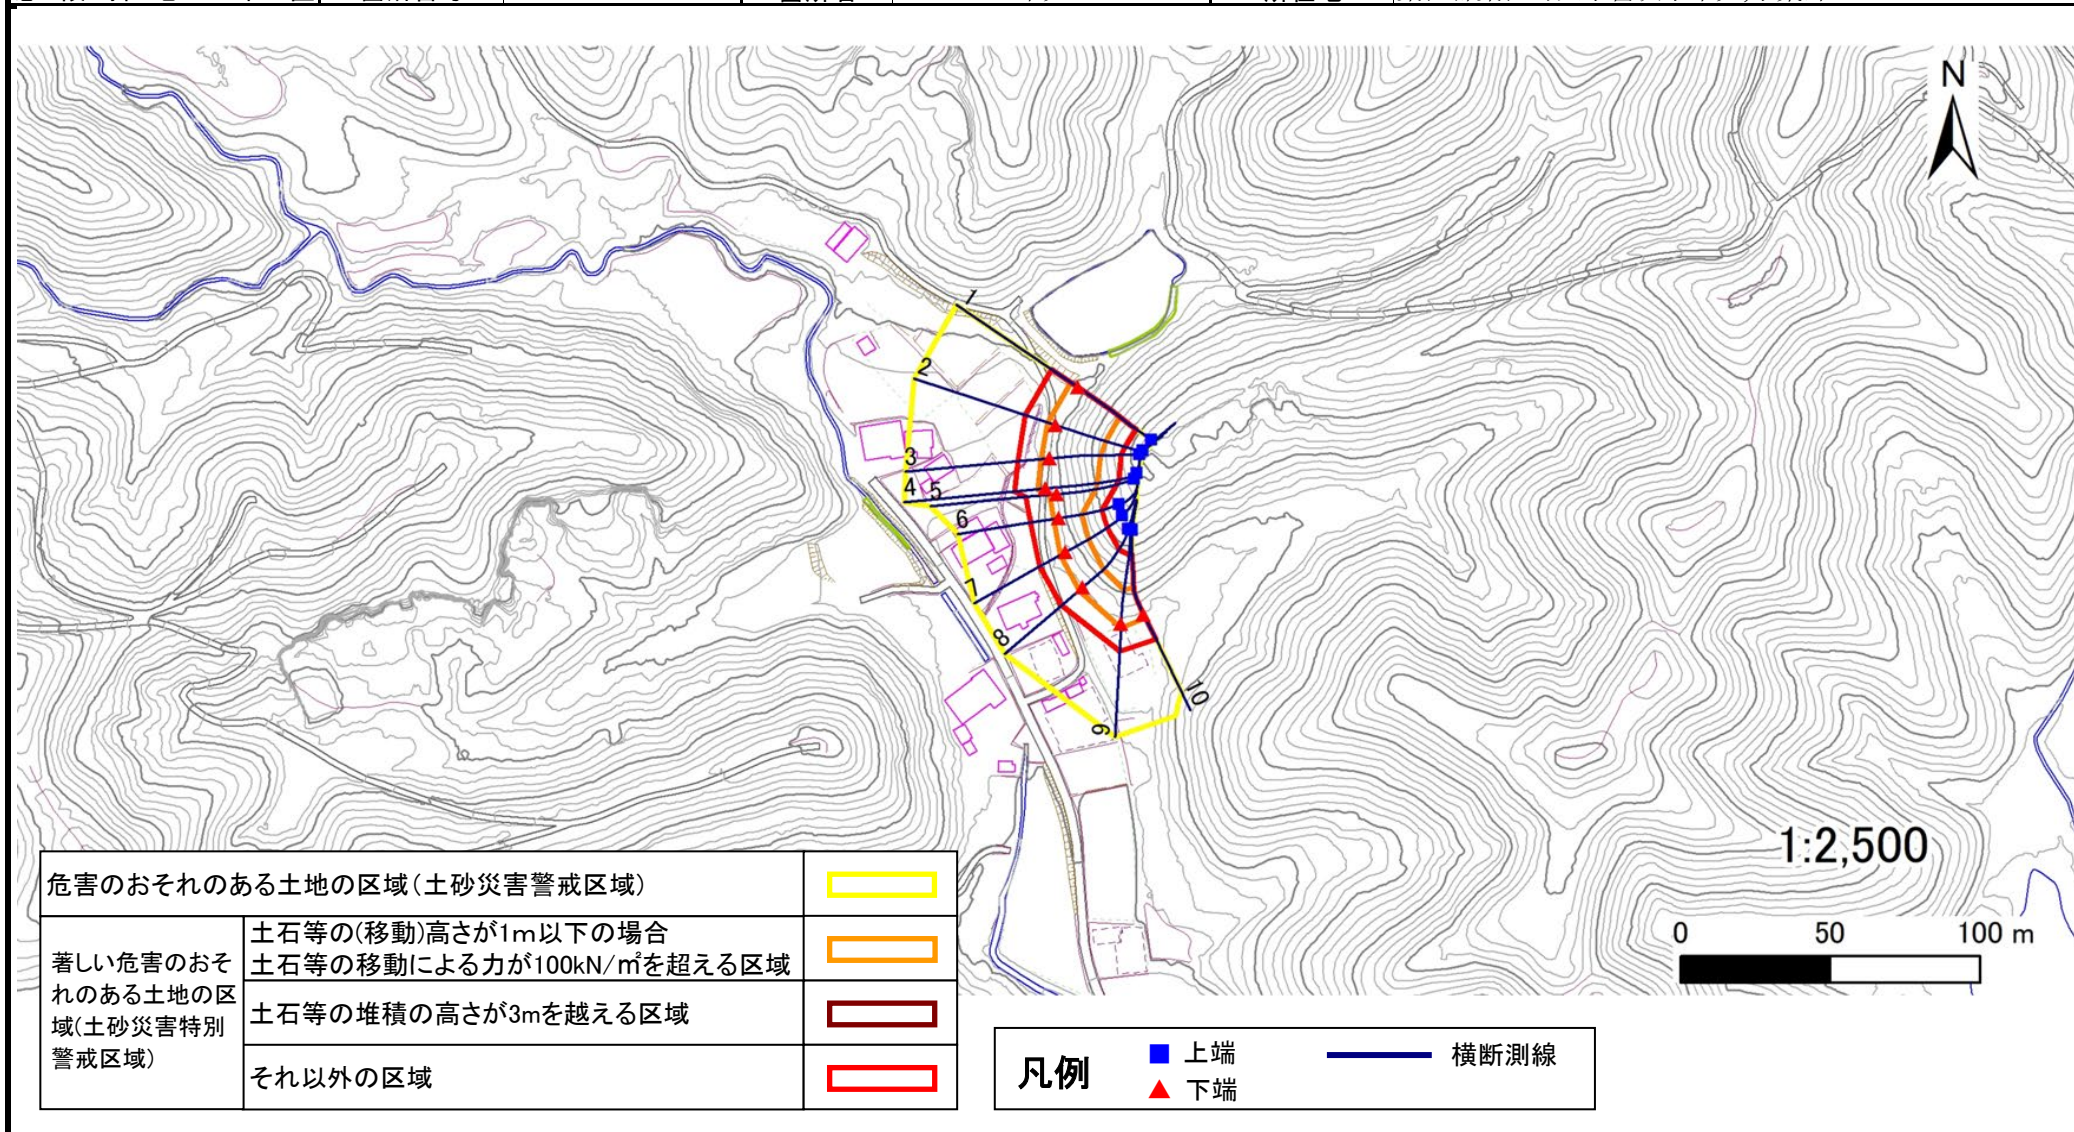 N
1
2
3
4
5
6
7
8
9
10
1:2,500
0 50 100 m
危害のおそれのある土地の区域(土砂災害警戒区域)
著しい危害のおそれのある土地の区域(土砂災害特別警戒区域)
土石等の(移動)高さが1m以下の場合
土石等の移動による力が100kN/㎡を超える区域
土石等の堆積の高さが3mを越える区域
それ以外の区域
凡例
上端
下端
横断測線